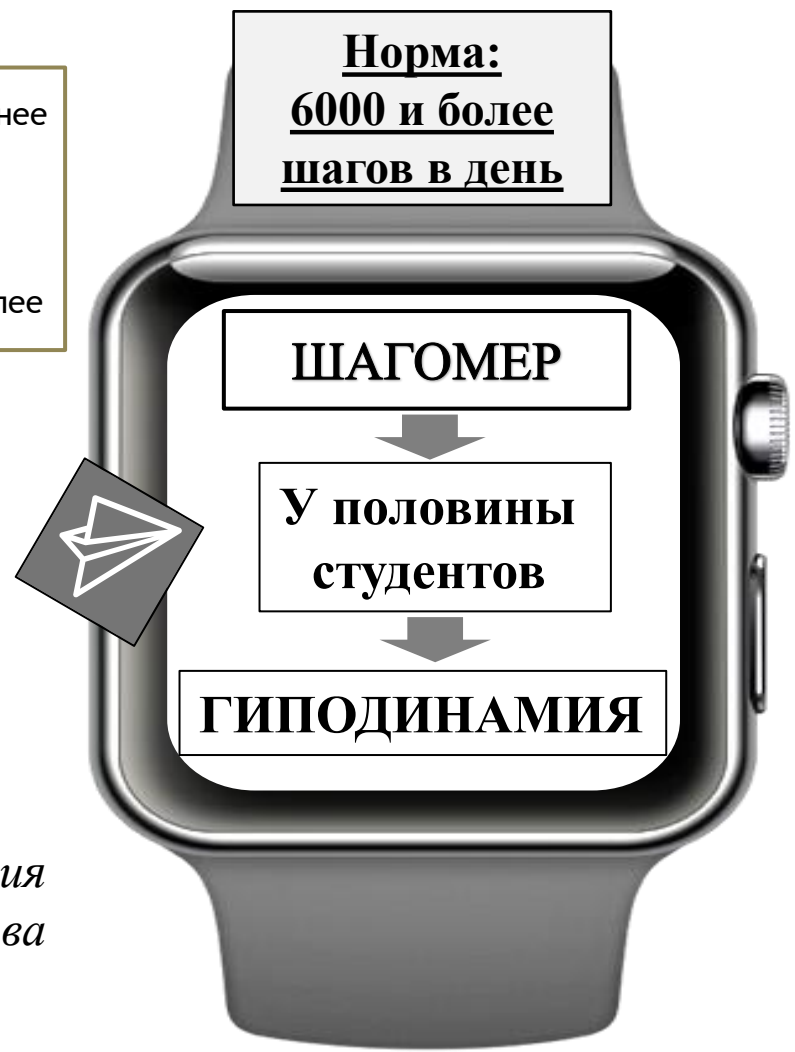 Норма:
6000 и более
шагов в день
ШАГОМЕР
У половины
студентов
ГИПОДИНАМИЯ